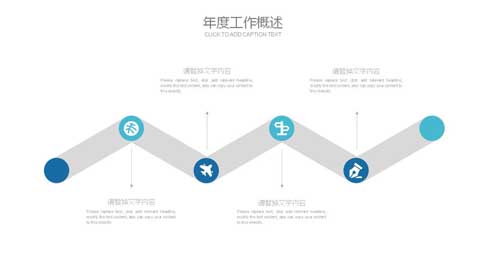 年度工作概述
CLICK TO ADD CAPTION TEXT
请替换文字内容
Please replace text, click add relevant headline, modify the text content, also can copy your content to this directly.
请替换文字内容
Please replace text, click add relevant headline, modify the text content, also can copy your content to this directly.
请替换文字内容
Please replace text, click add relevant headline, modify the text content, also can copy your content to this directly.
请替换文字内容
Please replace text, click add relevant headline, modify the text content, also can copy your content to this directly.